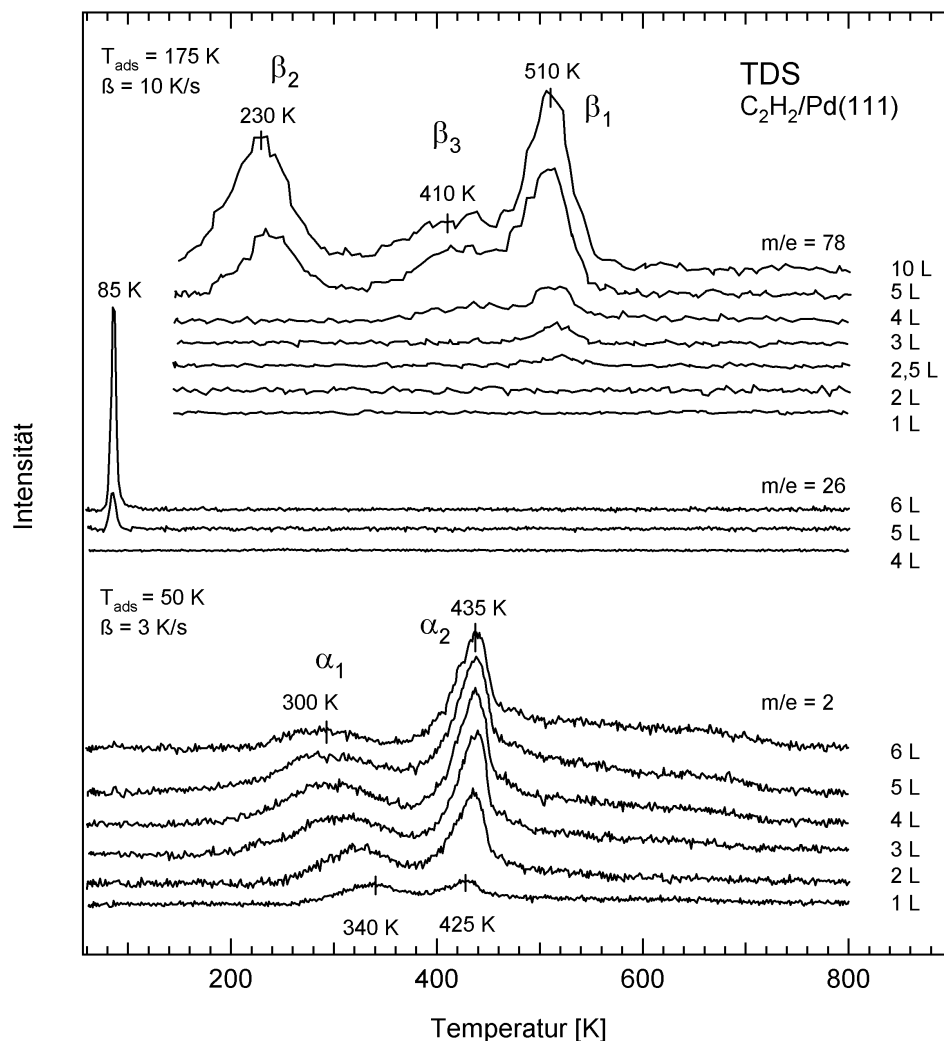 T_ads = 175 K
ß = 10 K/s
β₂
230 K
β₃
410 K
510 K
β₁
TDS
C₂H₂/Pd(111)
m/e = 78
10 L
5 L
4 L
3 L
2,5 L
2 L
1 L
85 K
m/e = 26
6 L
5 L
4 L
T_ads = 50 K
ß = 3 K/s
α₁
300 K
α₂
435 K
m/e = 2
6 L
5 L
4 L
3 L
2 L
1 L
340 K
425 K
Intensität
200
400
600
800
Temperatur [K]